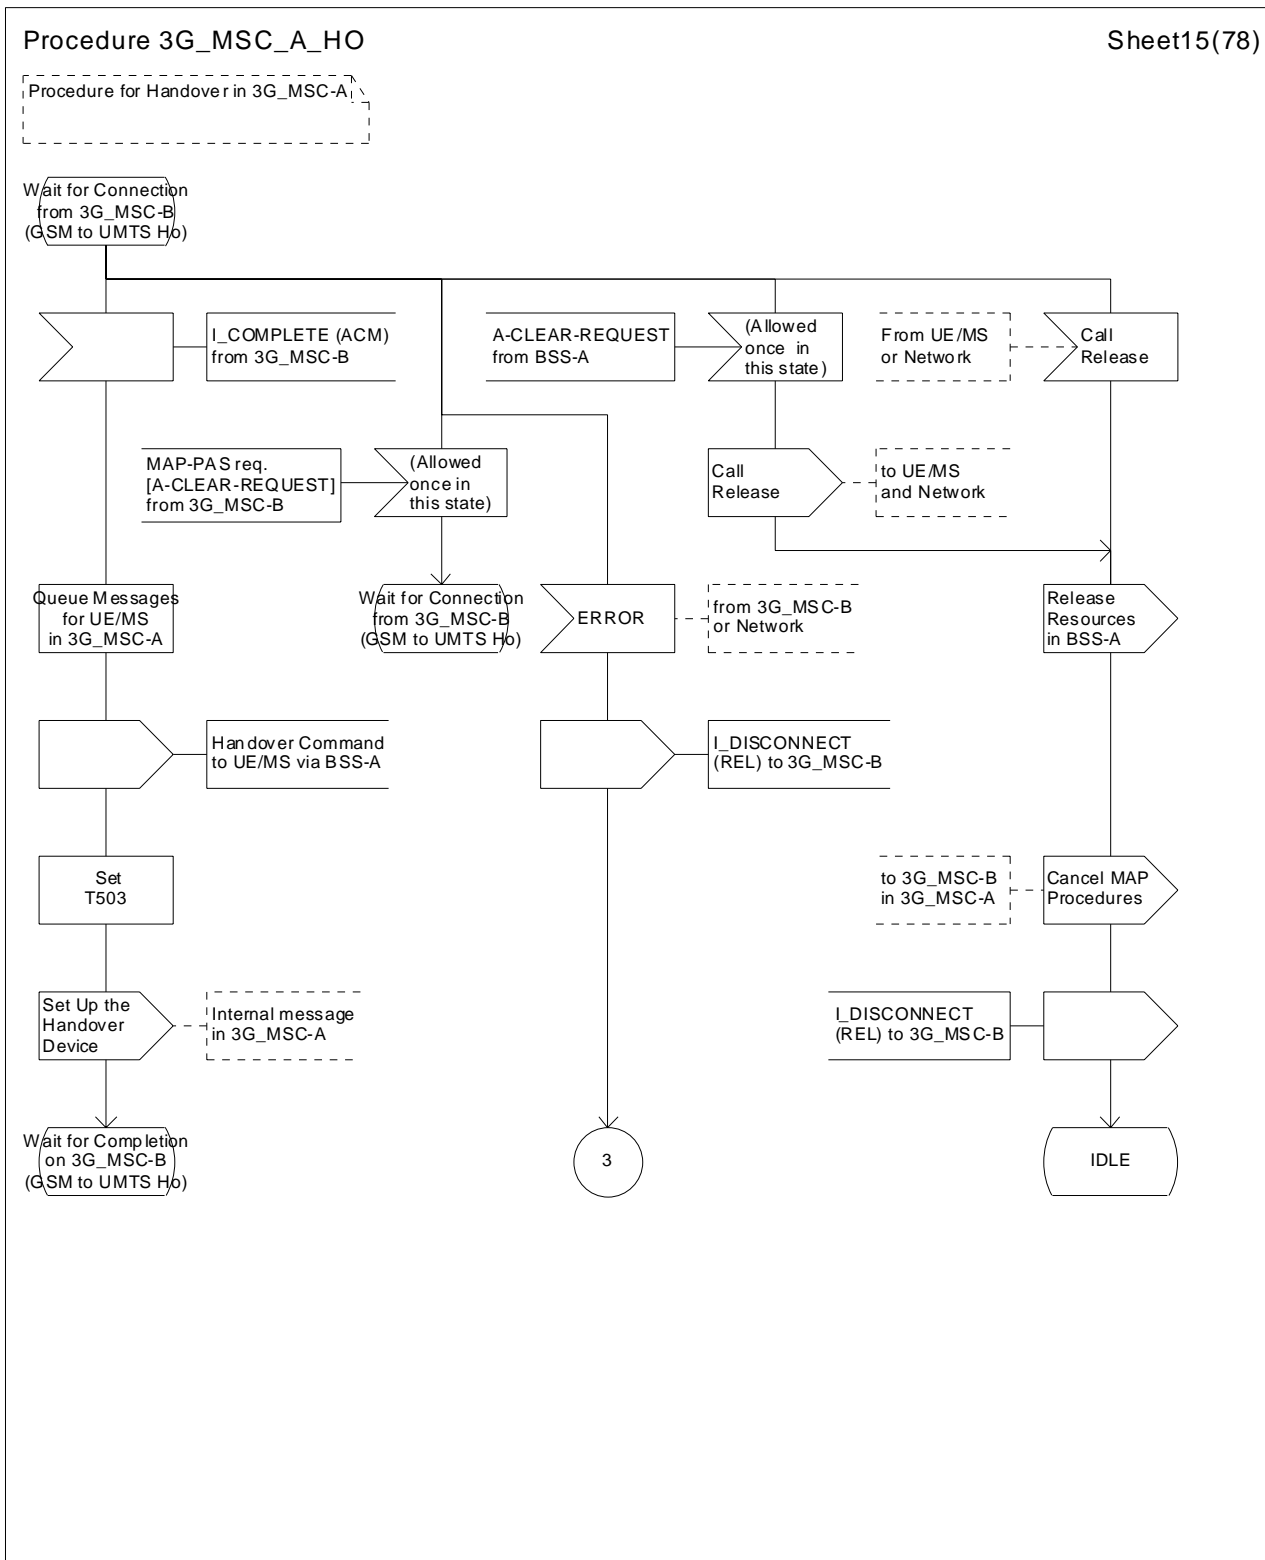 Procedure 3G_MSC_A_HO
Sheet15(78)
Procedure for Handover in 3G_MSC-A
Wait for Connection
from 3G_MSC-B
(GSM to UMTS Ho)
I_COMPLETE (ACM)
from 3G_MSC-B
A-CLEAR-REQUEST
from BSS-A
(Allowed
once in
this state)
From UE/MS
or Network
Call
Release
MAP-PAS req.
[A-CLEAR-REQUEST]
from 3G_MSC-B
(Allowed
once in
this state)
Call
Release
to UE/MS
and Network
Queue Messages
for UE/MS
in 3G_MSC-A
Wait for Connection
from 3G_MSC-B
(GSM to UMTS Ho)
ERROR
from 3G_MSC-B
or Network
Release
Resources
in BSS-A
Handover Command
to UE/MS via BSS-A
I_DISCONNECT
(REL) to 3G_MSC-B
Set
T503
to 3G_MSC-B
in 3G_MSC-A
Cancel MAP
Procedures
Set Up the
Handover
Device
Internal message
in 3G_MSC-A
I_DISCONNECT
(REL) to 3G_MSC-B
Wait for Completion
on 3G_MSC-B
(GSM to UMTS Ho)
3
IDLE